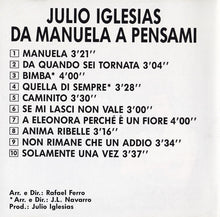 JULIO IGLESIAS
DA MANUELA A PENSAMI
1 MANUELA 3'21''
2 DA QUANDO SEI TORNATA 3'04''
3 BIMBA* 4'00''
4 QUELLA DI SEMPRE* 3'28''
5 CAMINITO 3'30''
6 SE MI LASCI NON VALE 3'00''
7 A ELEONORA PERCHÉ È UN FIORE 4'00''
8 ANIMA RIBELLE 3'16''
9 NON RIMANE CHE UN ADDIO 3'34''
10 SOLAMENTE UNA VEZ 3'37''
Arr. e Dir.: Rafael Ferro
*Arr. e Dir.: J.L. Navarro
Prod.: Julio Iglesias